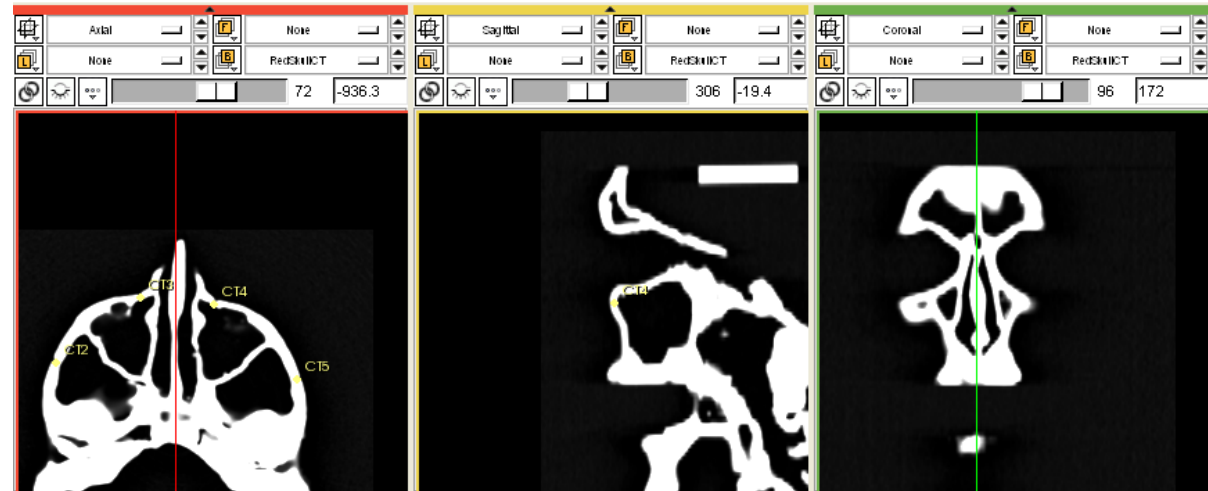 Axial F None
L None B RedSkullCT
72 -936.3
Sagittal F None
L None B RedSkullCT
306 -19.4
Coronal F None
L None B RedSkullCT
96 172
CT3 CT4
CT2
CT5
CT4